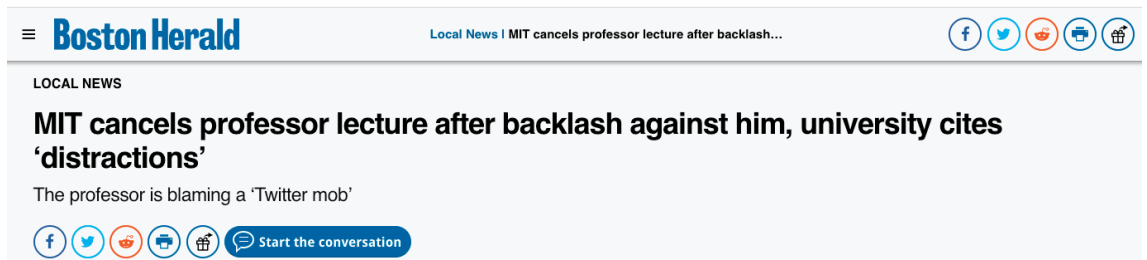 Boston Herald
Local News | MIT cancels professor lecture after backlash…
LOCAL NEWS
MIT cancels professor lecture after backlash against him, university cites
‘distractions’
The professor is blaming a ‘Twitter mob’
Start the conversation